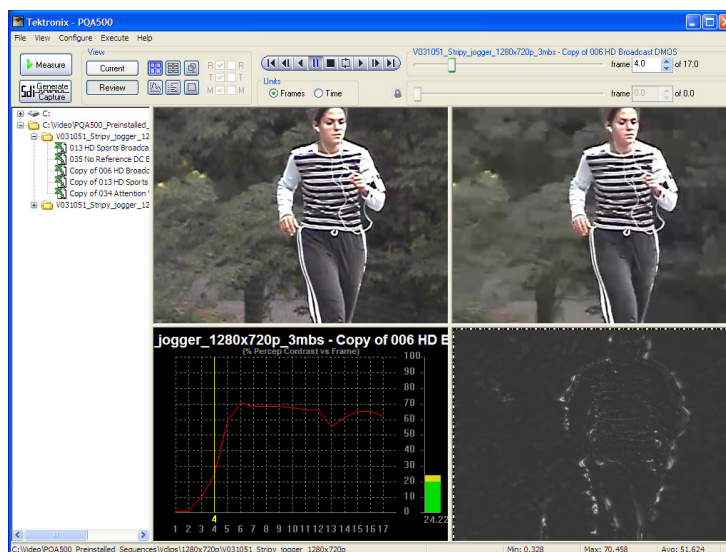 Tektronix - PQA500
File View Configure Execute Help
Measure
Sdi Generate Capture
View
Current
Review
R R
T T
M M
Units
Frames Time
V031051_Stripy_jogger_1280x720p_3mbs - Copy of 006 HD Broadcast DMOS
frame 4.0 of 17.0
frame 0.0 of 0.0
C:
C:\Video\PQA500_Preinstalled_
V031051_Stripy_jogger_12
013 HD Sports Broadca
035 No Reference DC B
Copy of 006 HD Broadc
Copy of 013 HD Sports
Copy of 034 Attention
V031051_Stripy_jogger_12
_jogger_1280x720p_3mbs - Copy of 006 HD B
(% Percep Contrast vs Frame)
100
90
80
70
60
50
40
30
20
10
0
4
24.22
1 2 3 4 5 6 7 8 9 10 11 12 13 14 15 16 17
C:\Video\PQA500_Preinstalled_Sequences\Vclips\1280x720p\V031051_Stripy_jogger_1280x720p
Min: 0.328 Max: 70.458 Avg: 51.624